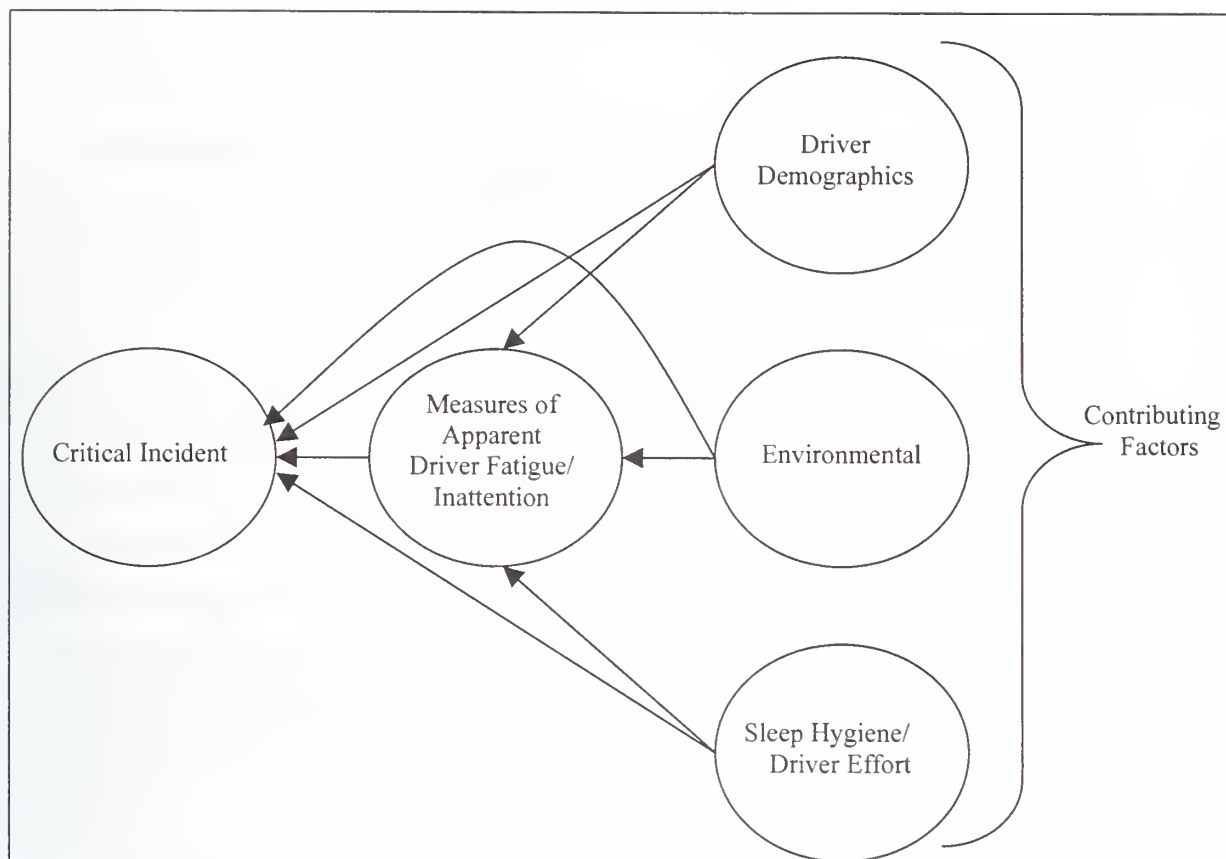 Driver
Demographics
Critical Incident
Measures of
Apparent
Driver Fatigue/
Inattention
Environmental
Contributing
Factors
Sleep Hygiene/
Driver Effort